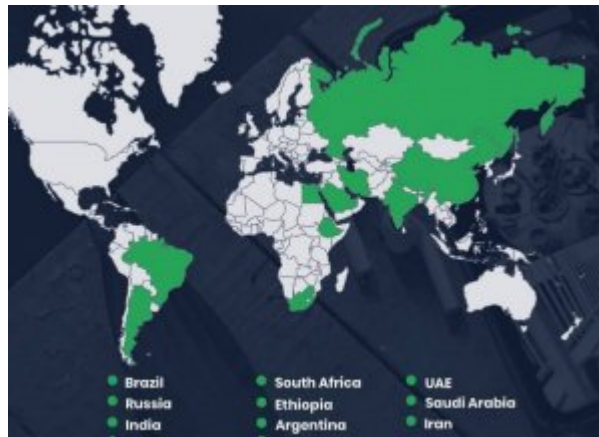 Brazil
South Africa
UAE
Russia
Ethiopia
Saudi Arabia
India
Argentina
Iran